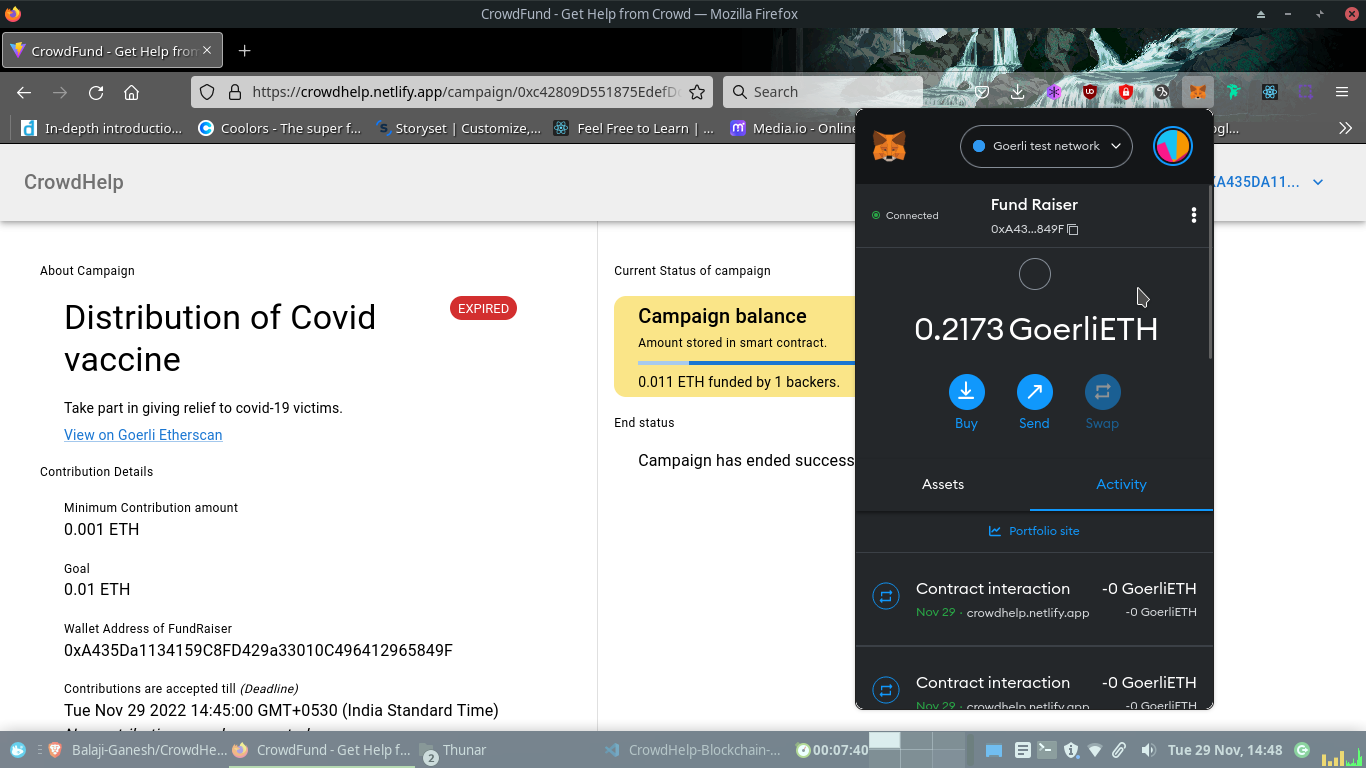 CrowdFund - Get Help from Crowd — Mozilla Firefox
CrowdFund - Get Help from
https://crowdhelp.netlify.app/campaign/0xc42809D551875EdefD
Search
In-depth introductio...
Coolors - The super f...
Storyset | Customize,...
Feel Free to Learn | ...
Media.io - Online
ogl...
CrowdHelp
XA435DA11...
Goerli test network
Connected
Fund Raiser
0xA43...849F
0.2173 GoerliETH
Buy
Send
Swap
Assets
Activity
Portfolio site
Contract interaction
-0 GoerliETH
Nov 29 · crowdhelp.netlify.app
-0 GoerliETH
Contract interaction
-0 GoerliETH
Nov 29 · crowdhelp.netlify.app
-0 GoerliETH
About Campaign
Distribution of Covid
vaccine
EXPIRED
Take part in giving relief to covid-19 victims.
View on Goerli Etherscan
Contribution Details
Minimum Contribution amount
0.001 ETH
Goal
0.01 ETH
Wallet Address of FundRaiser
0xA435Da1134159C8FD429a33010C496412965849F
Contributions are accepted till (Deadline)
Tue Nov 29 2022 14:45:00 GMT+0530 (India Standard Time)
Current Status of campaign
Campaign balance
Amount stored in smart contract.
0.011 ETH funded by 1 backers.
End status
Campaign has ended success
Balaji-Ganesh/CrowdHe...
CrowdFund - Get Help f...
2
Thunar
CrowdHelp-Blockchain-...
00:07:40
Tue 29 Nov, 14:48